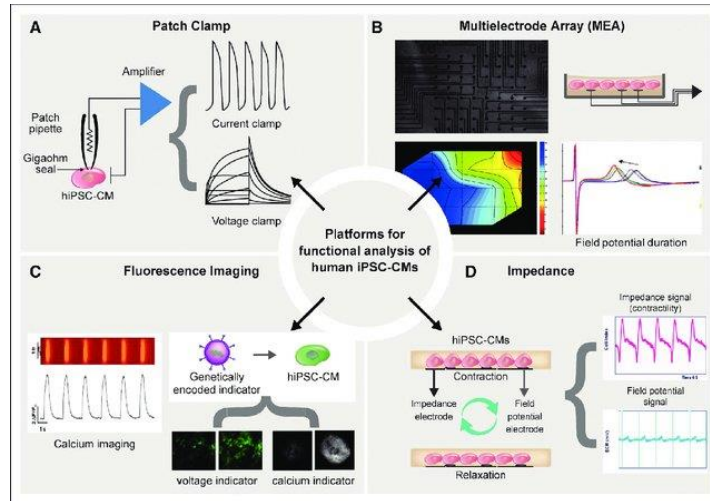 A
Patch Clamp
Amplifier
Patch
pipette
Gigaohm
seal
hiPSC-CM
Current clamp
Voltage clamp
B
Multielectrode Array (MEA)
Field potential duration
Platforms for
functional analysis of
human iPSC-CMs
C
Fluorescence Imaging
Genetically
encoded indicator
hiPSC-CM
1s
Calcium imaging
voltage indicator
calcium indicator
D
Impedance
hiPSC-CMs
Contraction
Impedance
electrode
Field
potential
electrode
Relaxation
Impedance signal
(contractility)
Field potential
signal